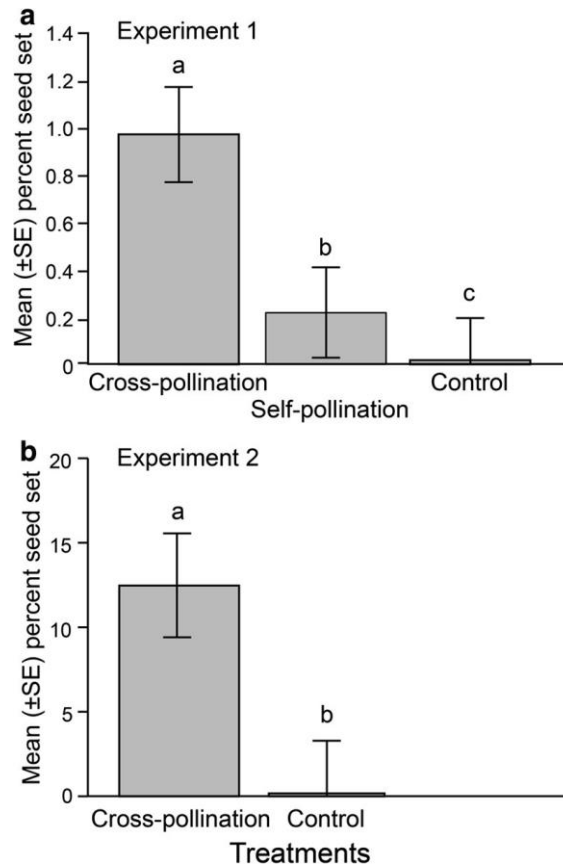 a
Experiment 1
Mean (±SE) percent seed set
1.4
1.2
1.0
0.8
0.6
0.4
0.2
0
a
b
c
Cross-pollination Control
Self-pollination
b
Experiment 2
Mean (±SE) percent seed set
20
15
10
5
0
a
b
Cross-pollination Control
Treatments